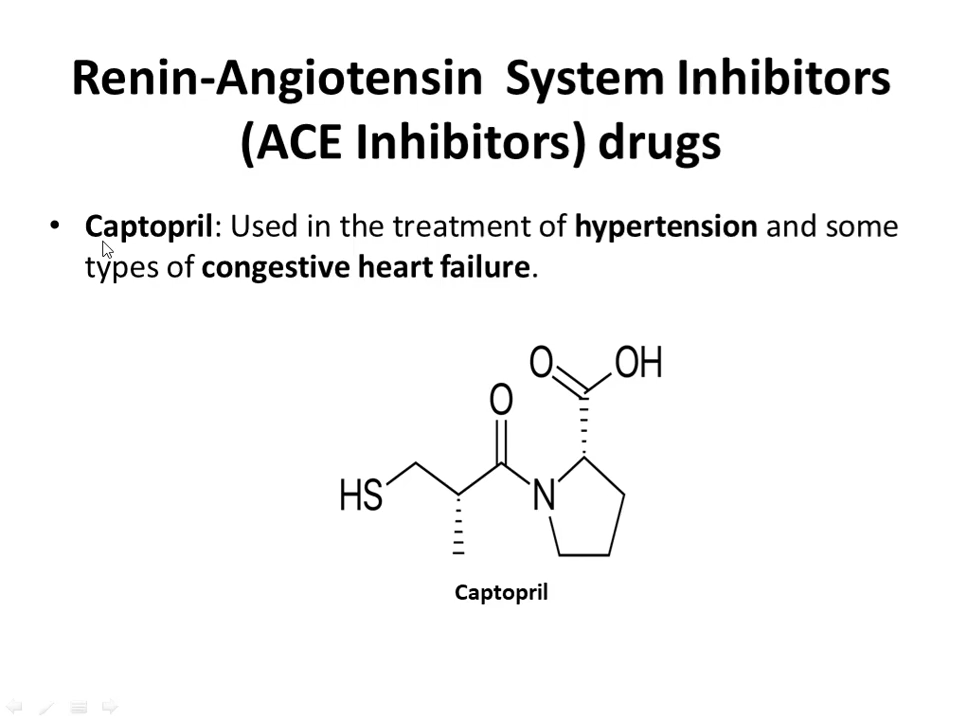 Renin-Angiotensin System Inhibitors
(ACE Inhibitors) drugs
• Captopril: Used in the treatment of hypertension and some
types of congestive heart failure.
O OH
O
HS N
Captopril